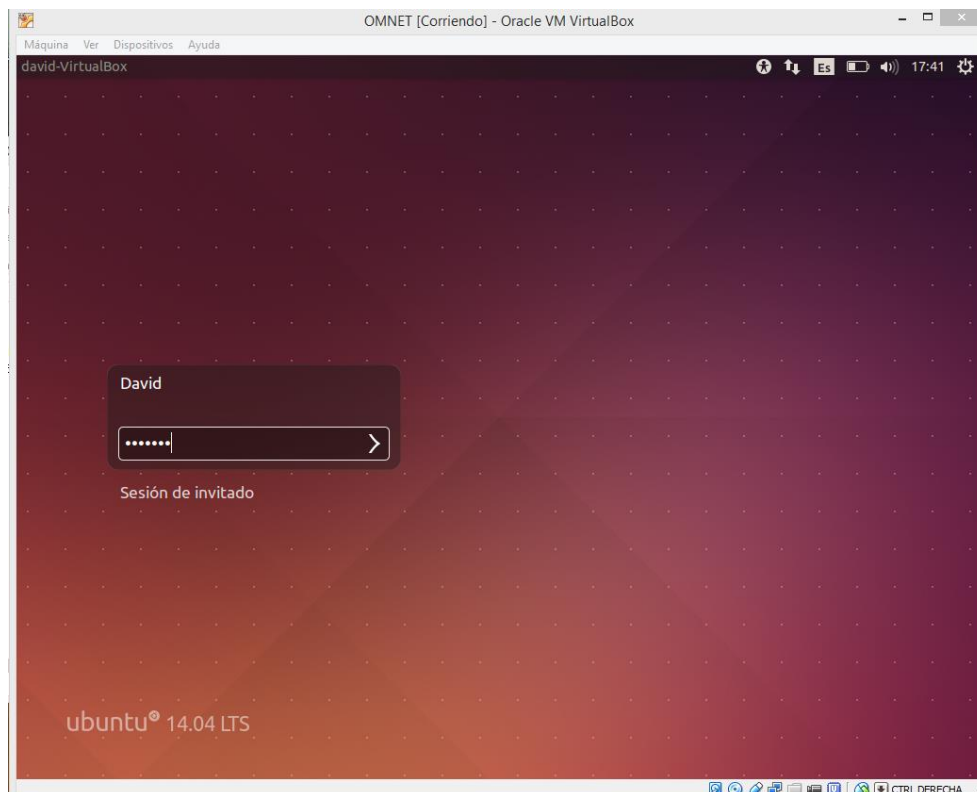 OMNET [Corriendo] - Oracle VM VirtualBox
Máquina Ver Dispositivos Ayuda
david-VirtualBox Es 17:41
David
•••••••
Sesión de invitado
ubuntu® 14.04 LTS
CTRL DERECHA